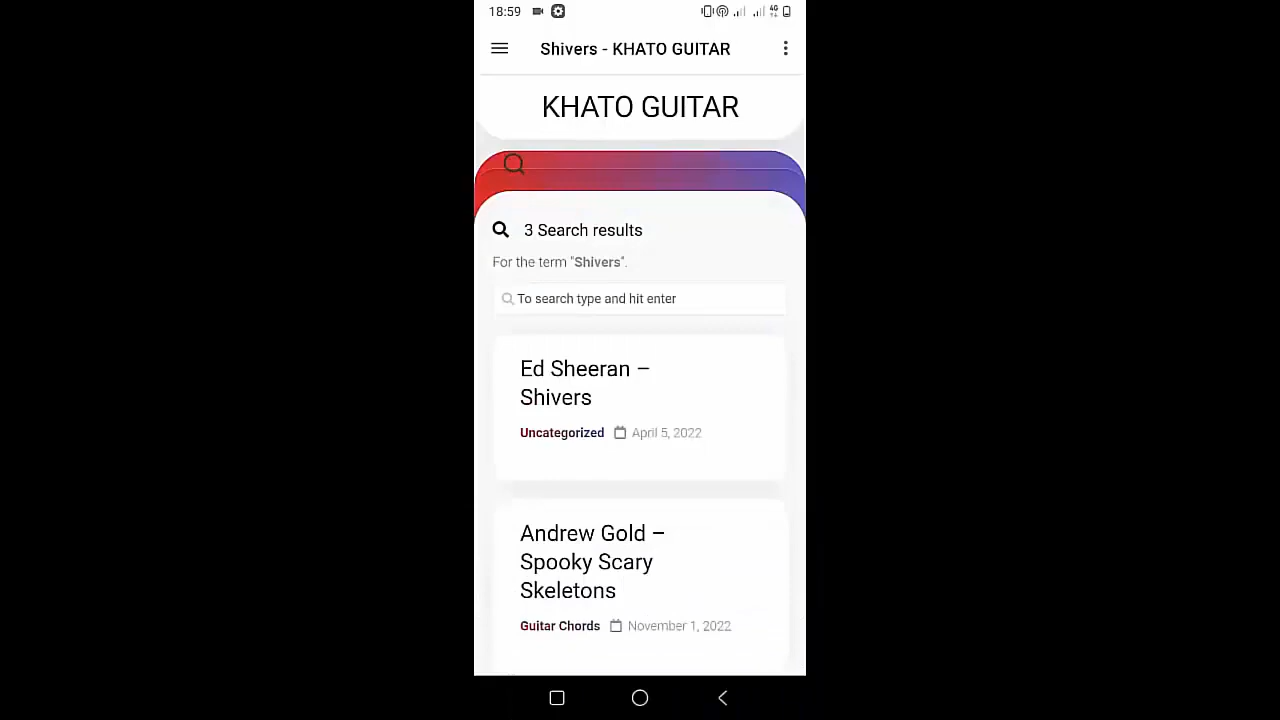 18:59 4G
Shivers - KHATO GUITAR
KHATO GUITAR
3 Search results
For the term "Shivers".
To search type and hit enter
Ed Sheeran –
Shivers
Uncategorized April 5, 2022
Andrew Gold –
Spooky Scary
Skeletons
Guitar Chords November 1, 2022